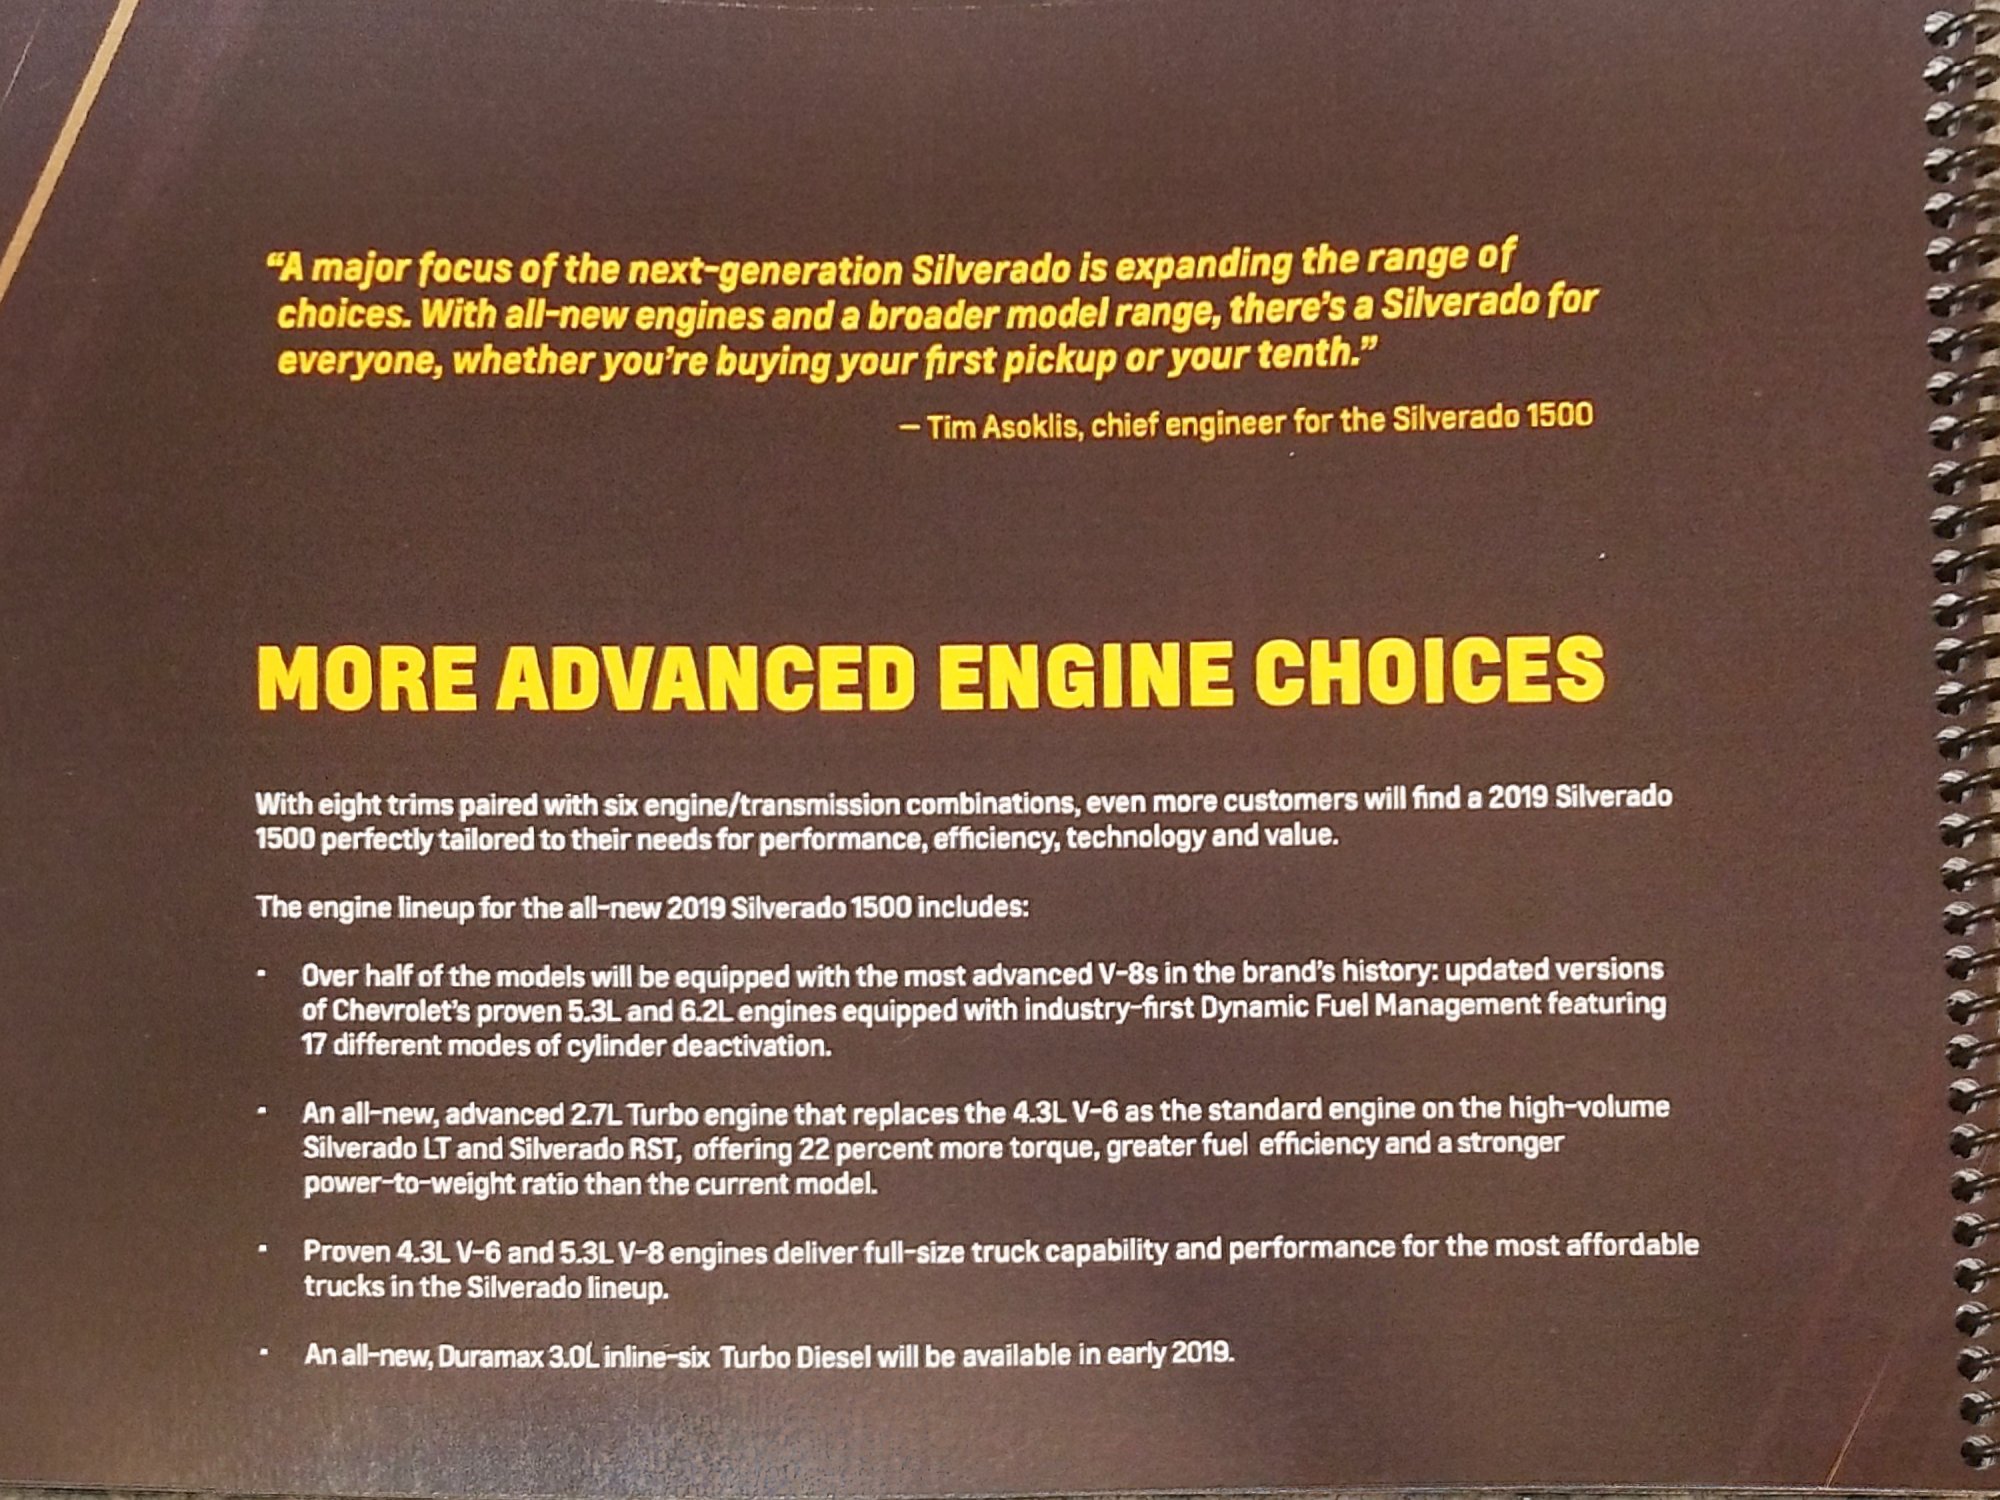 “A major focus of the next-generation Silverado is expanding the range of
choices. With all-new engines and a broader model range, there’s a Silverado for
everyone, whether you’re buying your first pickup or your tenth.”
— Tim Asoklis, chief engineer for the Silverado 1500
MORE ADVANCED ENGINE CHOICES
With eight trims paired with six engine/transmission combinations, even more customers will find a 2019 Silverado
1500 perfectly tailored to their needs for performance, efficiency, technology and value.
The engine lineup for the all-new 2019 Silverado 1500 includes:
· Over half of the models will be equipped with the most advanced V-8s in the brand’s history: updated versions
of Chevrolet’s proven 5.3L and 6.2L engines equipped with industry-first Dynamic Fuel Management featuring
17 different modes of cylinder deactivation.
· An all-new, advanced 2.7L Turbo engine that replaces the 4.3L V-6 as the standard engine on the high-volume
Silverado LT and Silverado RST, offering 22 percent more torque, greater fuel efficiency and a stronger
power-to-weight ratio than the current model.
· Proven 4.3L V-6 and 5.3L V-8 engines deliver full-size truck capability and performance for the most affordable
trucks in the Silverado lineup.
· An all-new, Duramax 3.0L inline-six Turbo Diesel will be available in early 2019.